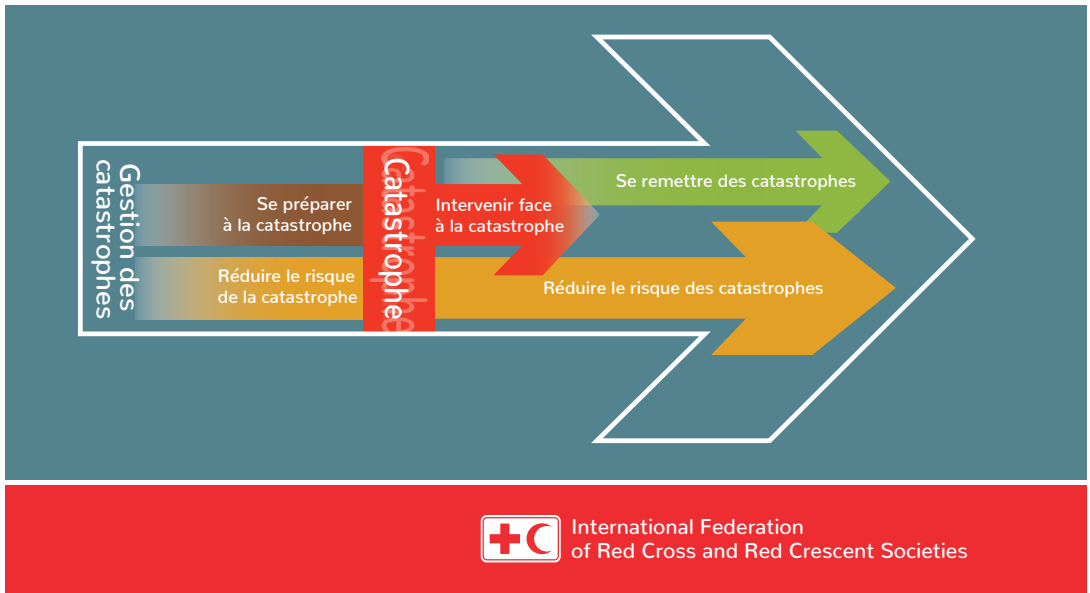 Gestion des
catastrophes
Se préparer
à la catastrophe
Réduire le risque
de la catastrophe
Catastrophe
Catastrophe
Intervenir face
à la catastrophe
Se remettre des catastrophes
Réduire le risque des catastrophes
International Federation
of Red Cross and Red Crescent Societies